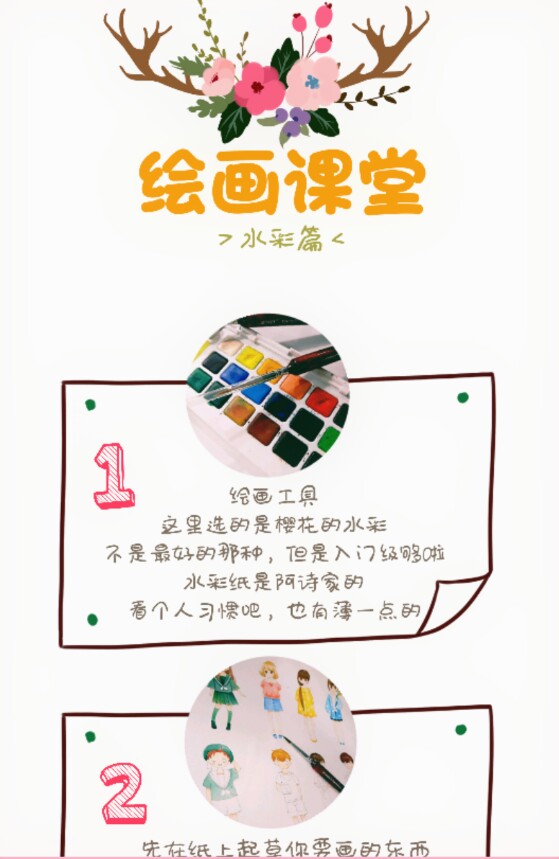 绘画课堂
>水彩篇<
1
绘画工具
这里选的是樱花的水彩
不是最好的那种，但是入门级够啦
水彩纸是阿诗家的
看个人习惯吧，也有薄一点的
2
先在纸上起草你要画的东西